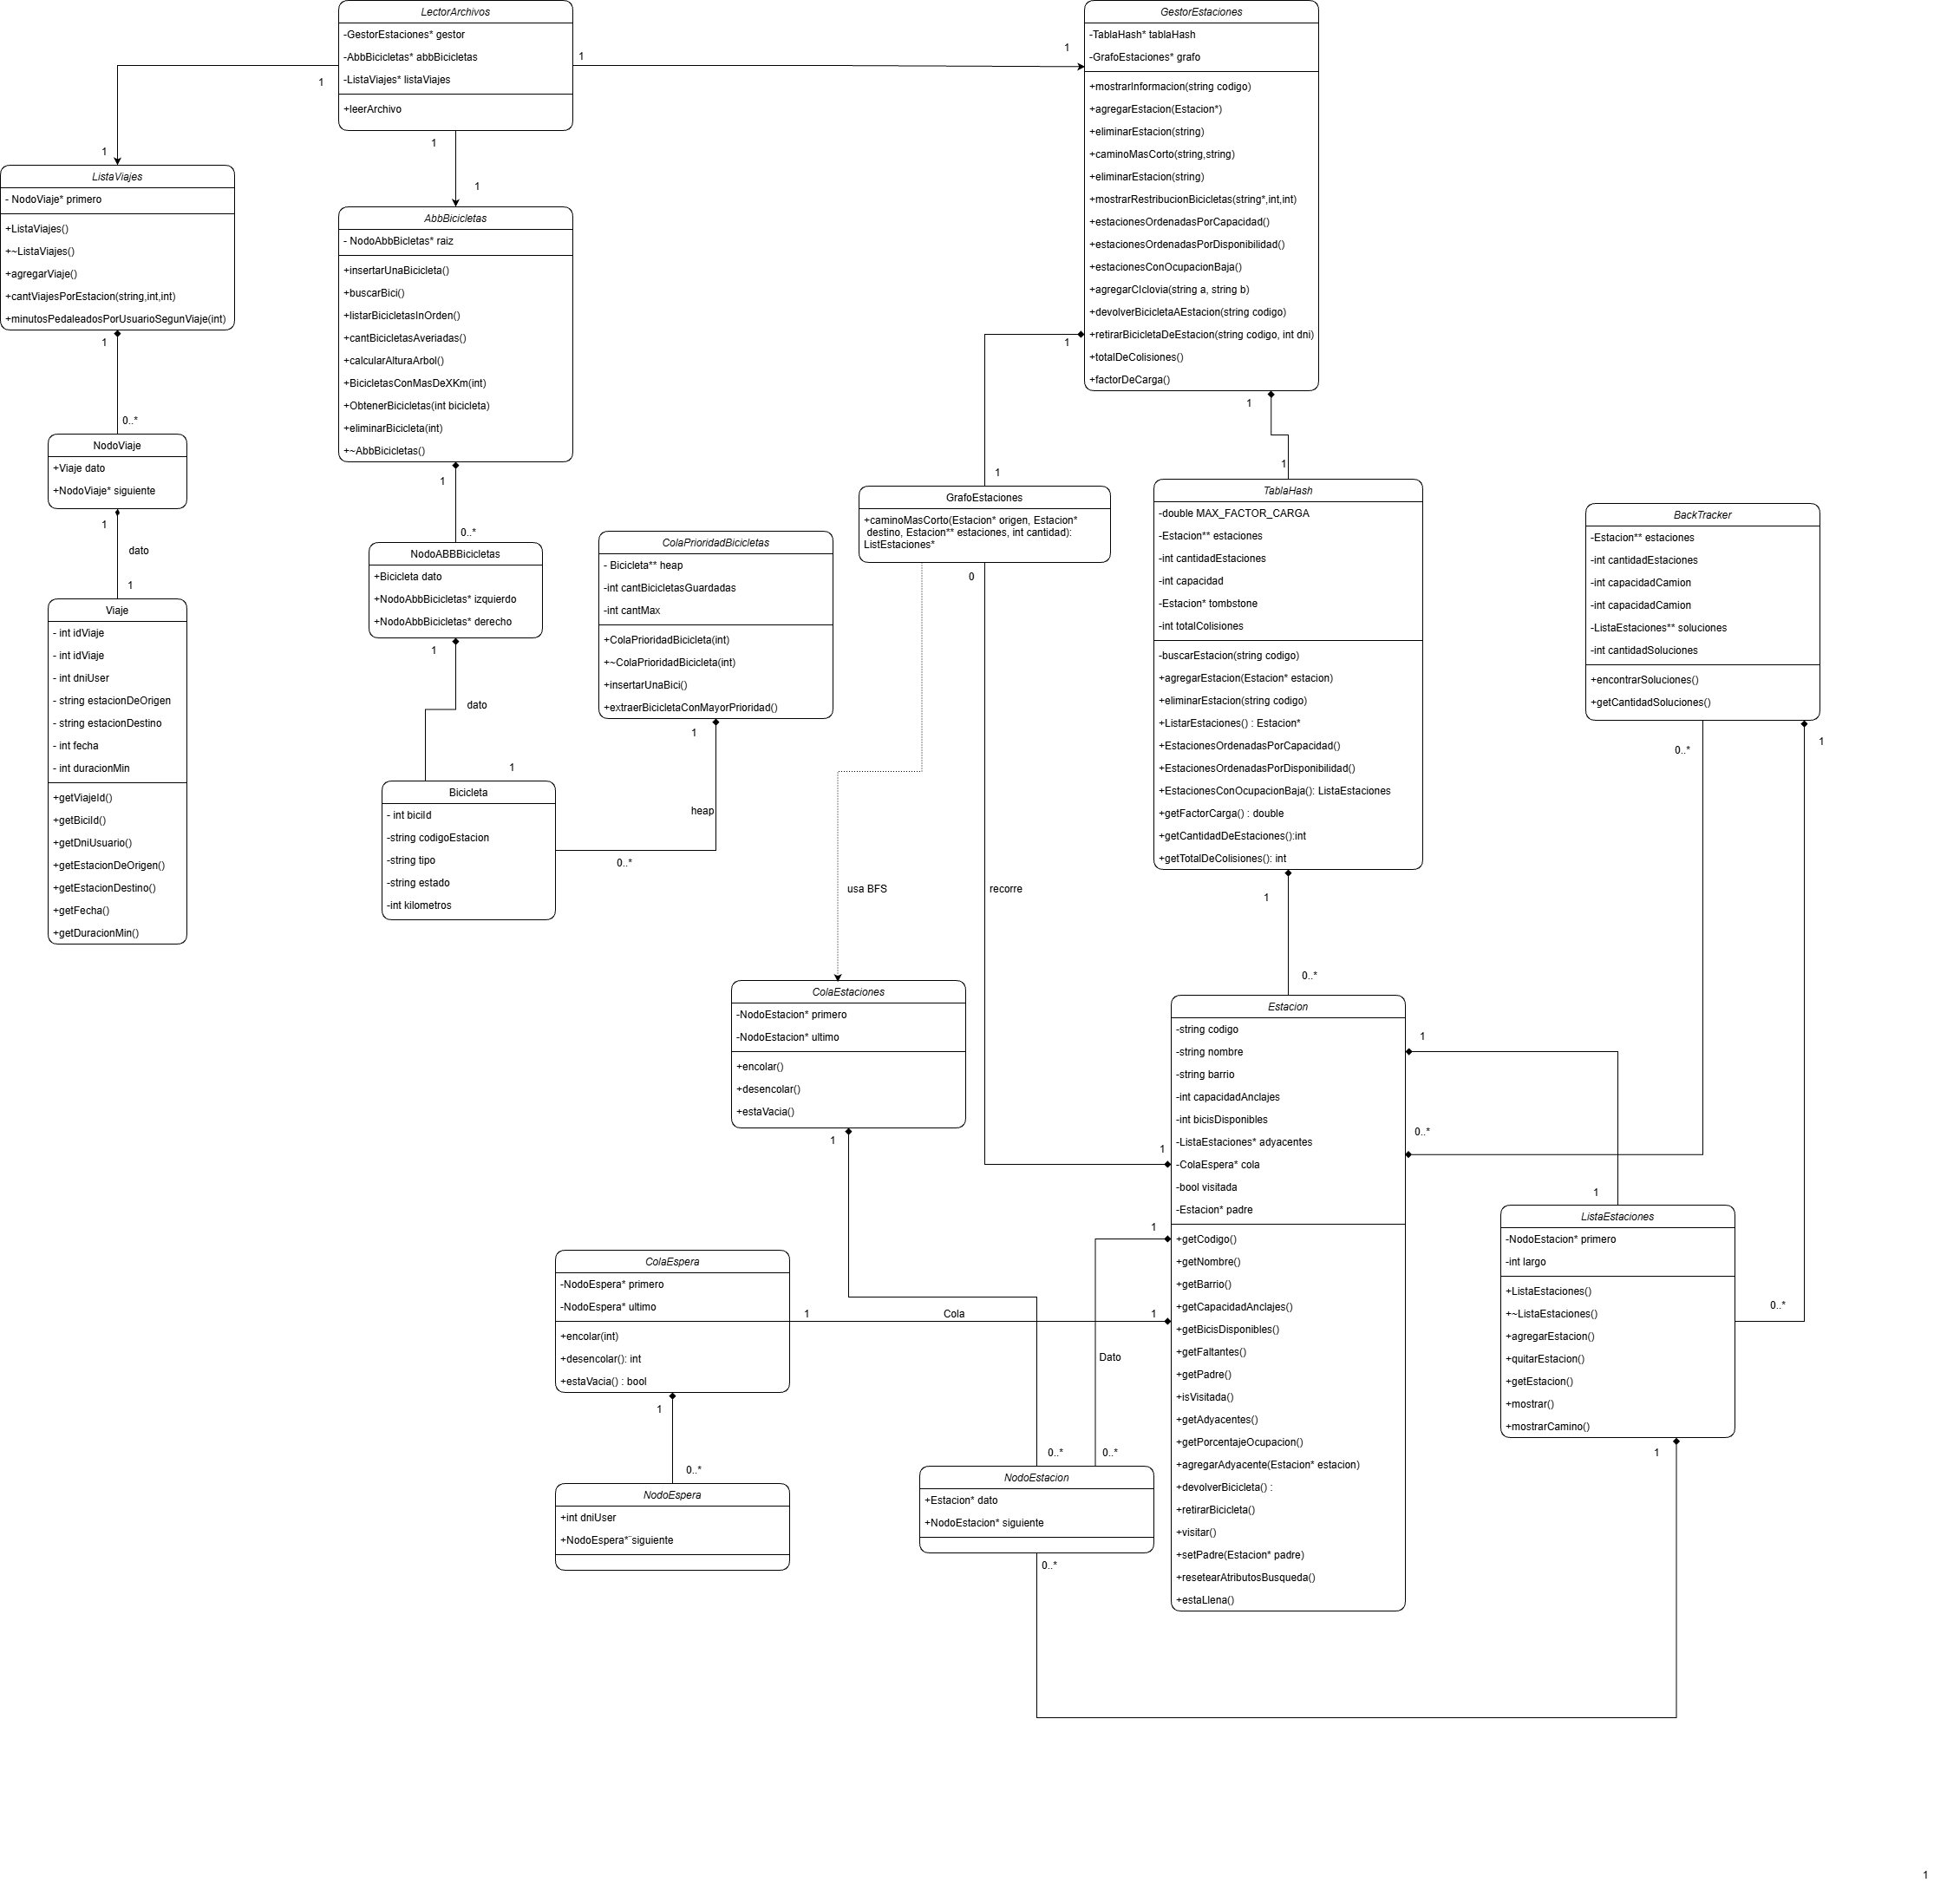 LectorArchivos
-GestorEstaciones* gestor
-AbbBicicletas* abbBicicletas
-ListaViajes* listaViajes
+leerArchivo
1
1
1
1
1
1
GestorEstaciones
-TablaHash* tablaHash
-GrafoEstaciones* grafo
+mostrarInformacion(string codigo)
+agregarEstacion(Estacion*)
+eliminarEstacion(string)
+caminoMasCorto(string,string)
+eliminarEstacion(string)
+mostrarRestribucionBicicletas(string*,int,int)
+estacionesOrdenadasPorCapacidad()
+estacionesOrdenadasPorDisponibilidad()
+estacionesConOcupacionBaja()
+agregarCIclovia(string a, string b)
+devolverBicicletaAEstacion(string codigo)
+retirarBicicletaDeEstacion(string codigo, int dni)
+totalDeColisiones()
+factorDeCarga()
1
1
1
1
ListaViajes
- NodoViaje* primero
+ListaViajes()
+~ListaViajes()
+agregarViaje()
+cantViajesPorEstacion(string,int,int)
+minutosPedaleadosPorUsuarioSegunViaje(int)
1
0..*
NodoViaje
+Viaje dato
+NodoViaje* siguiente
1
dato
1
Viaje
- int idViaje
- int idViaje
- int dniUser
- string estacionDeOrigen
- string estacionDestino
- int fecha
- int duracionMin
+getViajeId()
+getBiciId()
+getDniUsuario()
+getEstacionDeOrigen()
+getEstacionDestino()
+getFecha()
+getDuracionMin()
AbbBicicletas
- NodoAbbBicletas* raiz
+insertarUnaBicicleta()
+buscarBici()
+listarBicicletasInOrden()
+cantBicicletasAveriadas()
+calcularAlturaArbol()
+BicicletasConMasDeXKm(int)
+ObtenerBicicletas(int bicicleta)
+eliminarBicicleta(int)
+~AbbBicicletas()
1
0..*
NodoABBBicicletas
+Bicicleta dato
+NodoAbbBicicletas* izquierdo
+NodoAbbBicicletas* derecho
1
dato
1
Bicicleta
- int biciId
-string codigoEstacion
-string tipo
-string estado
-int kilometros
ColaPrioridadBicicletas
- Bicicleta** heap
-int cantBicicletasGuardadas
-int cantMax
+ColaPrioridadBicicleta(int)
+~ColaPrioridadBicicleta(int)
+insertarUnaBici()
+extraerBicicletaConMayorPrioridad()
1
heap
0..*
GrafoEstaciones
+caminoMasCorto(Estacion* origen, Estacion*
destino, Estacion** estaciones, int cantidad):
ListEstaciones*
0
usa BFS
recorre
TablaHash
-double MAX_FACTOR_CARGA
-Estacion** estaciones
-int cantidadEstaciones
-int capacidad
-Estacion* tombstone
-int totalColisiones
-buscarEstacion(string codigo)
+agregarEstacion(Estacion* estacion)
+eliminarEstacion(string codigo)
+ListarEstaciones() : Estacion*
+EstacionesOrdenadasPorCapacidad()
+EstacionesOrdenadasPorDisponibilidad()
+EstacionesConOcupacionBaja(): ListaEstaciones
+getFactorCarga() : double
+getCantidadDeEstaciones():int
+getTotalDeColisiones(): int
1
0..*
BackTracker
-Estacion** estaciones
-int cantidadEstaciones
-int capacidadCamion
-int capacidadCamion
-ListaEstaciones** soluciones
-int cantidadSoluciones
+encontrarSoluciones()
+getCantidadSoluciones()
0..*
1
ColaEstaciones
-NodoEstacion* primero
-NodoEstacion* ultimo
+encolar()
+desencolar()
+estaVacia()
1
Estacion
-string codigo
-string nombre
-string barrio
-int capacidadAnclajes
-int bicisDisponibles
-ListaEstaciones* adyacentes
-ColaEspera* cola
-bool visitada
-Estacion* padre
+getCodigo()
+getNombre()
+getBarrio()
+getCapacidadAnclajes()
+getBicisDisponibles()
+getFaltantes()
+getPadre()
+isVisitada()
+getAdyacentes()
+getPorcentajeOcupacion()
+agregarAdyacente(Estacion* estacion)
+devolverBicicleta() :
+retirarBicicleta()
+visitar()
+setPadre(Estacion* padre)
+resetearAtributosBusqueda()
+estaLlena()
1
0..*
1
1
1
1
ListaEstaciones
-NodoEstacion* primero
-int largo
+ListaEstaciones()
+~ListaEstaciones()
+agregarEstacion()
+quitarEstacion()
+getEstacion()
+mostrar()
+mostrarCamino()
0..*
1
ColaEspera
-NodoEspera* primero
-NodoEspera* ultimo
+encolar(int)
+desencolar(): int
+estaVacia() : bool
1
Cola
Dato
1
0..*
NodoEspera
+int dniUser
+NodoEspera*¨siguiente
0..*
0..*
NodoEstacion
+Estacion* dato
+NodoEstacion* siguiente
0..*
1